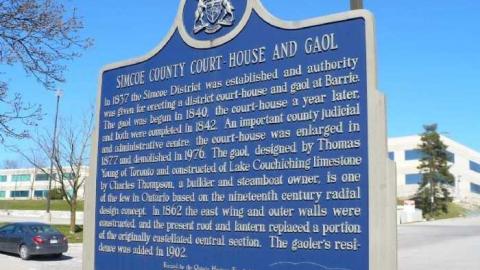 SIMCOE COUNTY COURT-HOUSE AND GAOL
In 1837 the Simcoe District was established and authority
was given for erecting a district court-house and gaol at Barrie.
The gaol was begun in 1840, the court-house a year later,
and both were completed in 1842. An important county judicial
and administrative centre, the court-house was enlarged in
1877 and demolished in 1976. The gaol, designed by Thomas
Young of Toronto and constructed of Lake Couchiching limestone
by Charles Thompson, a builder and steamboat owner, is one
of the few in Ontario based on the nineteenth century radial
design concept. In 1862 the east wing and outer walls were
constructed, and the present roof and lantern replaced a portion
of the originally castellated central section. The gaoler's resi-
dence was added in 1902.
Erected by the Ontario